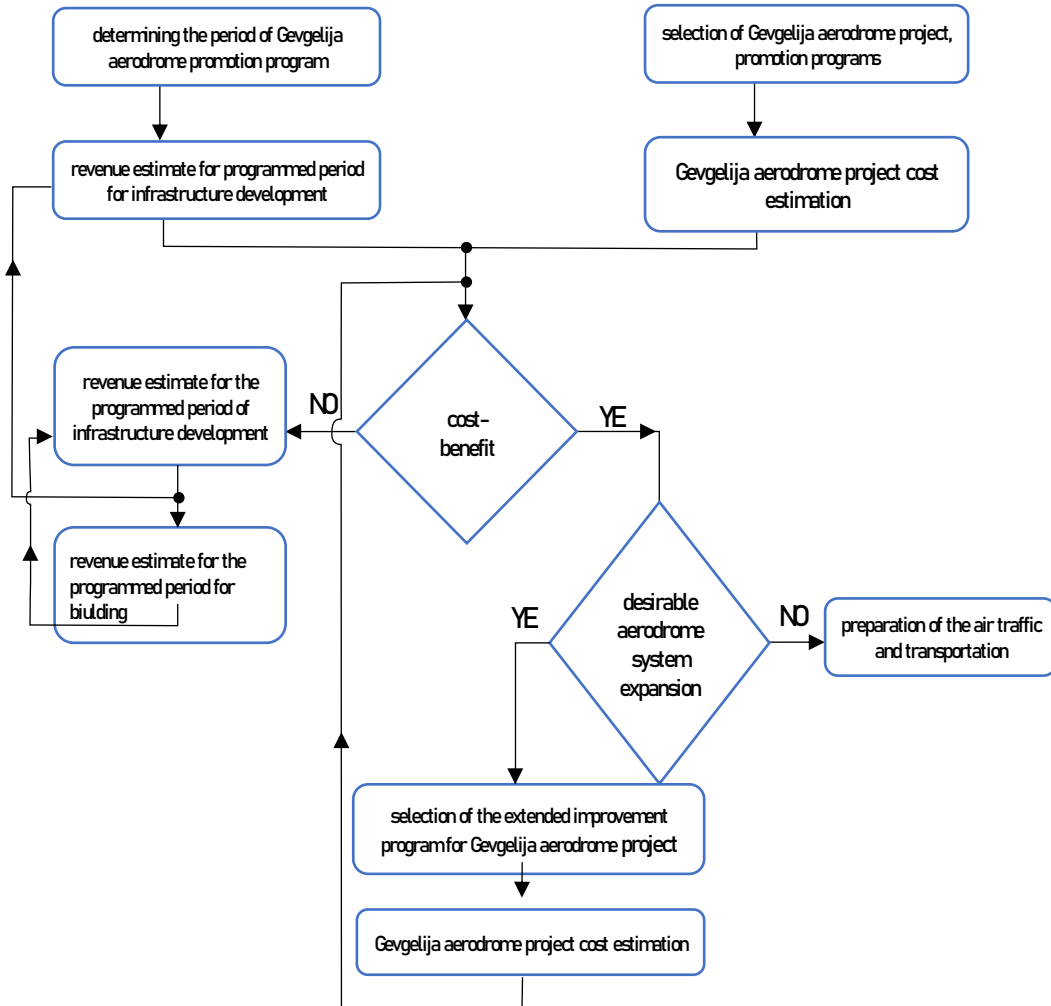 determining the period of Gevgelija
aerodrome promotion program
selection of Gevgelija aerodrome project,
promotion programs
revenue estimate for programmed period
for infrastructure development
Gevgelija aerodrome project cost
estimation
revenue estimate for the
programmed period of
infrastructure development
NO
cost-
benefit
YE
revenue estimate for the
programmed period for
biulding
YE
desirable
aerodrome
system
expansion
NO
preparation of the air traffic
and transportation
selection of the extended improvement
program for Gevgelija aerodrome project
Gevgelija aerodrome project cost estimation